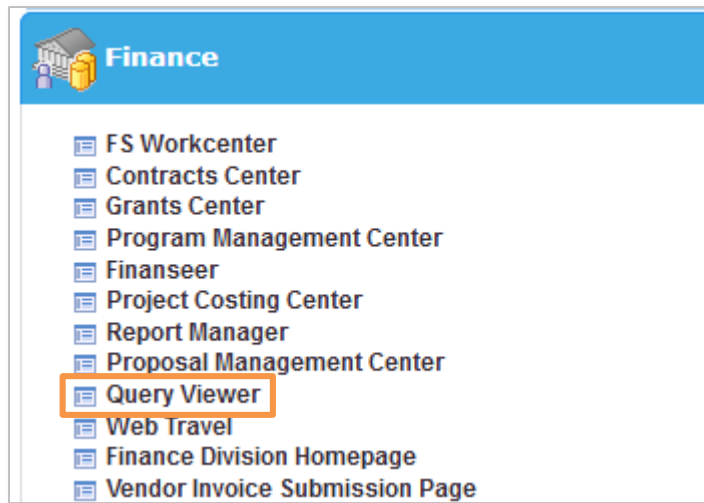 Finance
FS Workcenter
Contracts Center
Grants Center
Program Management Center
Finanseer
Project Costing Center
Report Manager
Proposal Management Center
Query Viewer
Web Travel
Finance Division Homepage
Vendor Invoice Submission Page